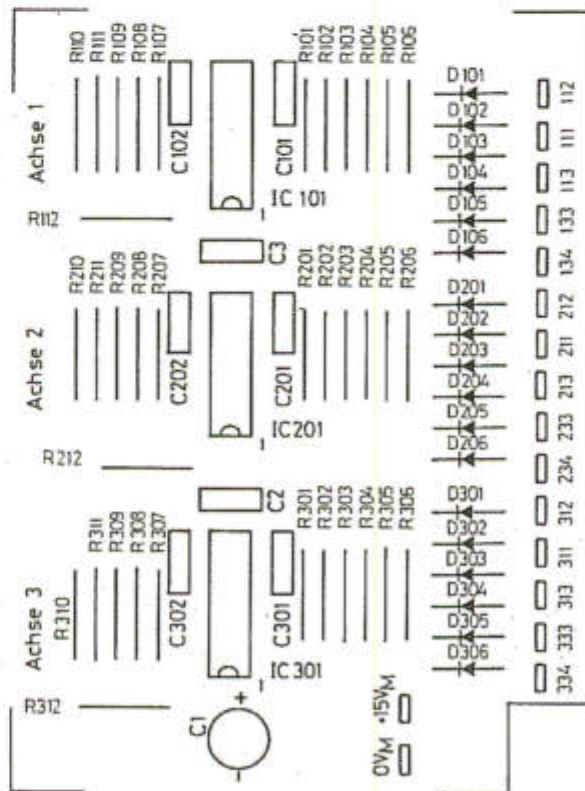 Achse 1
R110
R111
R109
R108
R107
C102
C101
R101
R102
R103
R104
R105
R106
IC 101
1
R112
D101
D102
D103
D104
D105
D106
112
111
113
133
134
C3
Achse 2
R210
R211
R209
R208
R207
C202
C201
R201
R202
R203
R204
R205
R206
IC201
1
R212
D201
D202
D203
D204
D205
D206
212
211
213
233
234
C2
Achse 3
R310
R311
R309
R308
R307
C302
C301
R301
R302
R303
R304
R305
R306
IC301
1
R312
D301
D302
D303
D304
D305
D306
312
311
313
333
334
C1
+
-
0VM
+15VM